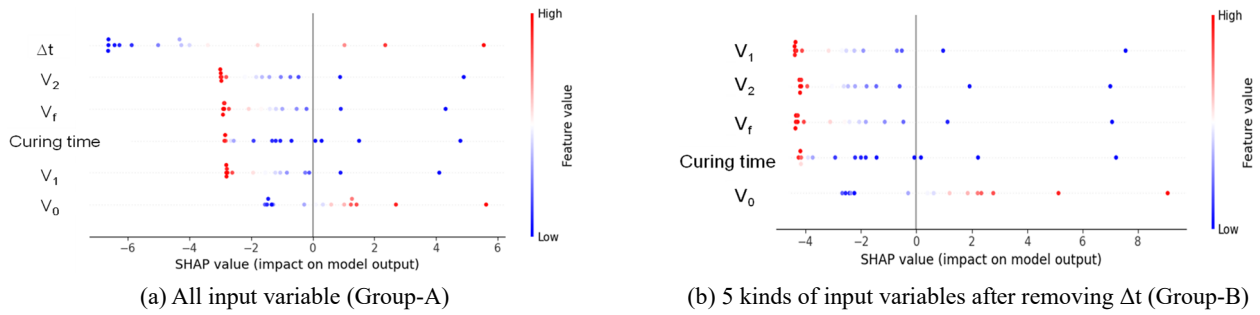 High
Δt
V2
Vf
Curing time
V1
V0
Feature value
Low
−6 −4 −2 0 2 4 6
SHAP value (impact on model output)
(a) All input variable (Group-A)
High
V1
V2
Vf
Curing time
V0
Feature value
Low
−4 −2 0 2 4 6 8
SHAP value (impact on model output)
(b) 5 kinds of input variables after removing Δt (Group-B)